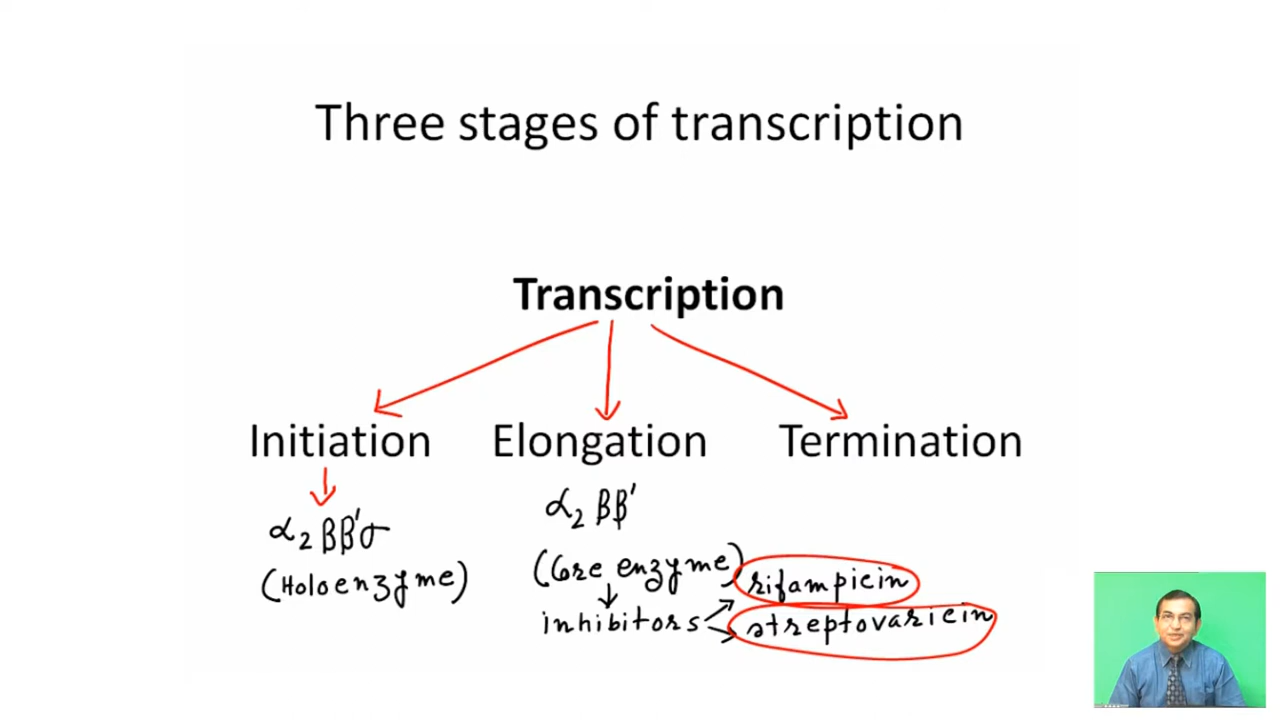 Three stages of transcription
Transcription
Initiation Elongation Termination
α₂ββ'σ α₂ββ'
(Holoenzyme) (Core enzyme) rifampicin
inhibitors streptovaricin